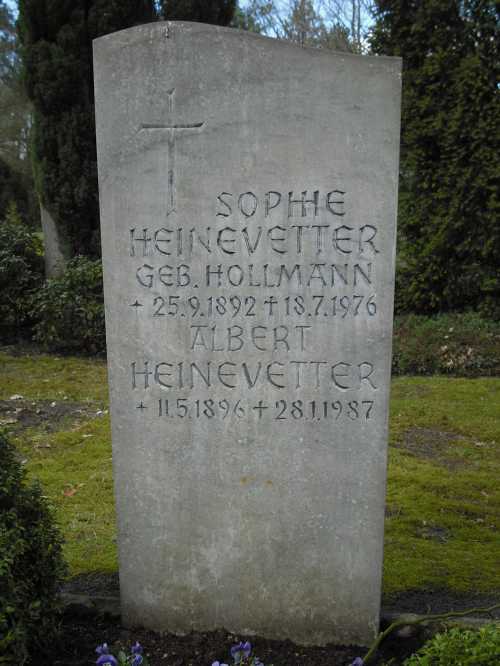 SOPHIE
HEINEVETTER
GEB. HOLLMANN
+ 25.9.1892 † 18.7.1976
ALBERT
HEINEVETTER
+ 11.5.1896 † 28.1.1987